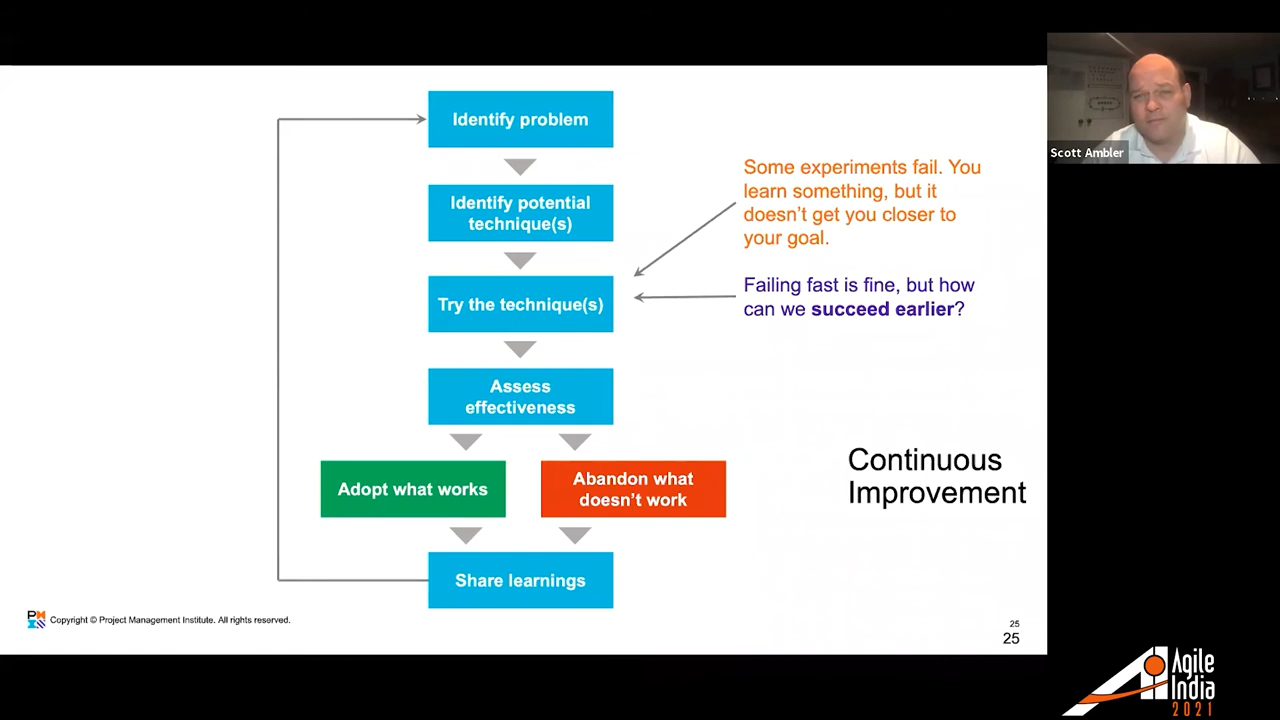 Identify problem
Identify potential
technique(s)
Try the technique(s)
Assess
effectiveness
Adopt what works
Abandon what
doesn't work
Share learnings
Some experiments fail. You
learn something, but it
doesn't get you closer to
your goal.
Failing fast is fine, but how
can we succeed earlier?
Continuous
Improvement
Copyright © Project Management Institute. All rights reserved.
25
25
Scott Ambler
Agile
India
2021